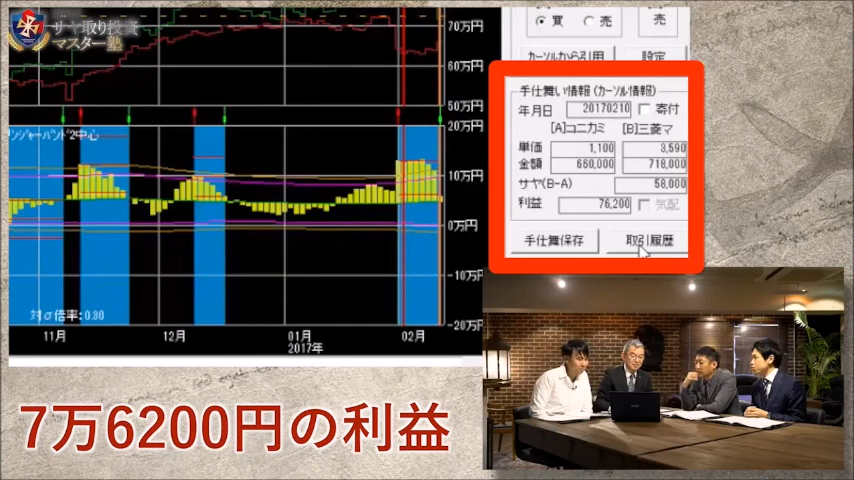 サヤ取り投資
マスター塾
70万円
60万円
50万円
20万円
10万円
0万円
-10万円
-20万円
対σ倍率:0.30
11月
12月
01月
2017年
02月
買
売
売
カーソルから引用
設定
手仕舞い情報(カーソル情報)
年月日 20170210 寄付
[A]コニカミ [B]三菱マ
単価 1,100 3,590
金額 660,000 718,000
サヤ(B-A) 58,000
利益 76,200 気配
手仕舞保存 取引履歴
7万6200円の利益